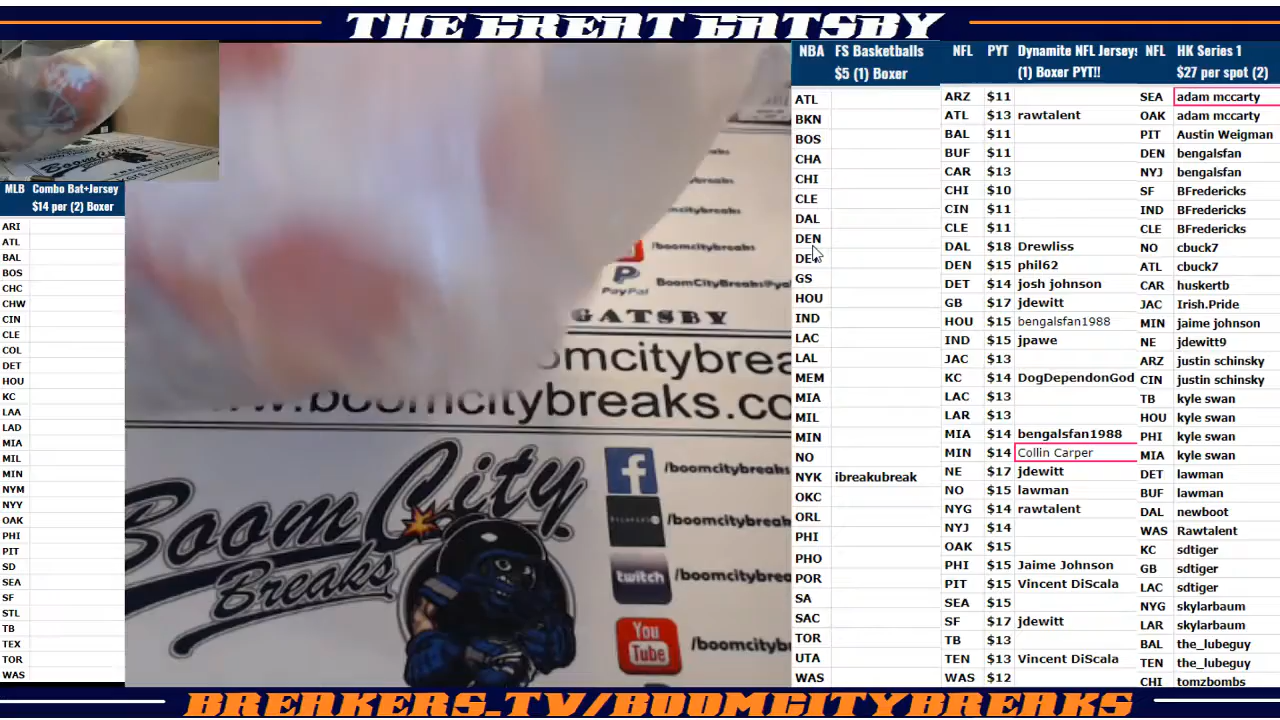 THE GREAT GATSBY
MLB Combo Bat+Jersey
$14 per (2) Boxer
ARI
ATL
BAL
BOS
CHC
CHW
CIN
CLE
COL
DET
HOU
KC
LAA
LAD
MIA
MIL
MIN
NYM
NYY
OAK
PHI
PIT
SD
SEA
SF
STL
TB
TEX
TOR
WAS
/boomcitybreaks
PayPal BoomCityBreaks@ya
GATSBY
www.boomcitybreaks.co
Boom City
Breaks
/boomcitybreak
/boomcitybreak
twitch /boomcitybrea
You
Tube /boomcitybr
NBA FS Basketballs
$5 (1) Boxer
ATL
BKN
BOS
CHA
CHI
CLE
DAL
DEN
DET
GS
HOU
IND
LAC
LAL
MEM
MIA
MIL
MIN
NO
NYK ibreakubreak
OKC
ORL
PHI
PHO
POR
SA
SAC
TOR
UTA
WAS
NFL PYT Dynamite NFL Jerseys
(1) Boxer PYT!!
ARZ $11
ATL $13 rawtalent
BAL $11
BUF $11
CAR $13
CHI $10
CIN $11
CLE $11
DAL $18 Drewliss
DEN $15 phil62
DET $14 josh johnson
GB $17 jdewitt
HOU $15 bengalsfan1988
IND $15 jpawe
JAC $13
KC $14 DogDependonGod
LAC $13
LAR $13
MIA $14 bengalsfan1988
MIN $14 Collin Carper
NE $17 jdewitt
NO $15 lawman
NYG $14 rawtalent
NYJ $14
OAK $15
PHI $15 Jaime Johnson
PIT $15 Vincent DiScala
SEA $15
SF $17 jdewitt
TB $13
TEN $13 Vincent DiScala
WAS $12
NFL HK Series 1
$27 per spot (2)
SEA adam mccarty
OAK adam mccarty
PIT Austin Weigman
DEN bengalsfan
NYJ bengalsfan
SF BFredericks
IND BFredericks
CLE BFredericks
NO cbuck7
ATL cbuck7
CAR huskertb
JAC Irish.Pride
MIN jaime johnson
NE jdewitt9
ARZ justin schinsky
CIN justin schinsky
TB kyle swan
HOU kyle swan
PHI kyle swan
MIA kyle swan
DET lawman
BUF lawman
DAL newboot
WAS Rawtalent
KC sdtiger
GB sdtiger
LAC sdtiger
NYG skylarbaum
LAR skylarbaum
BAL the_lubeguy
TEN the_lubeguy
CHI tomzbombs
BREAKERS.TV/BOOMCITYBREAKS